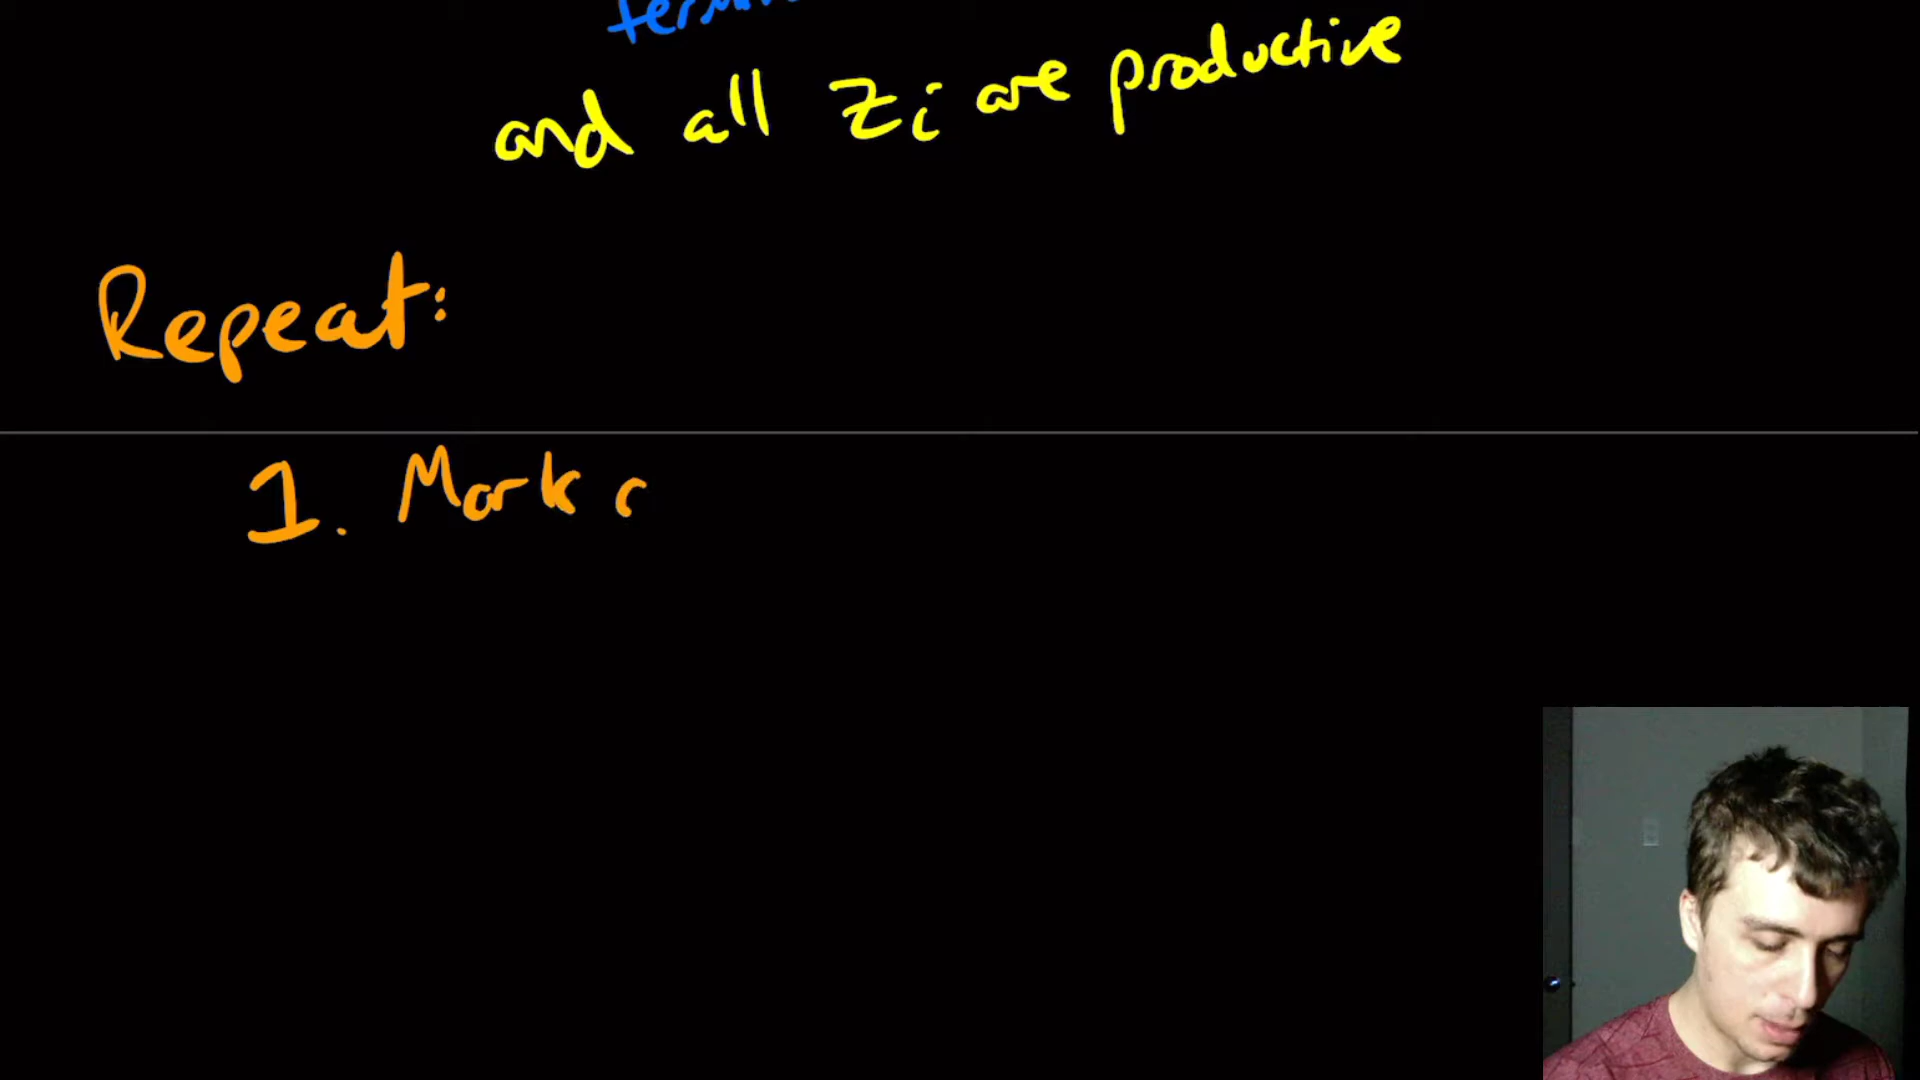 and all Zi are productive
Repeat:
1. Mark